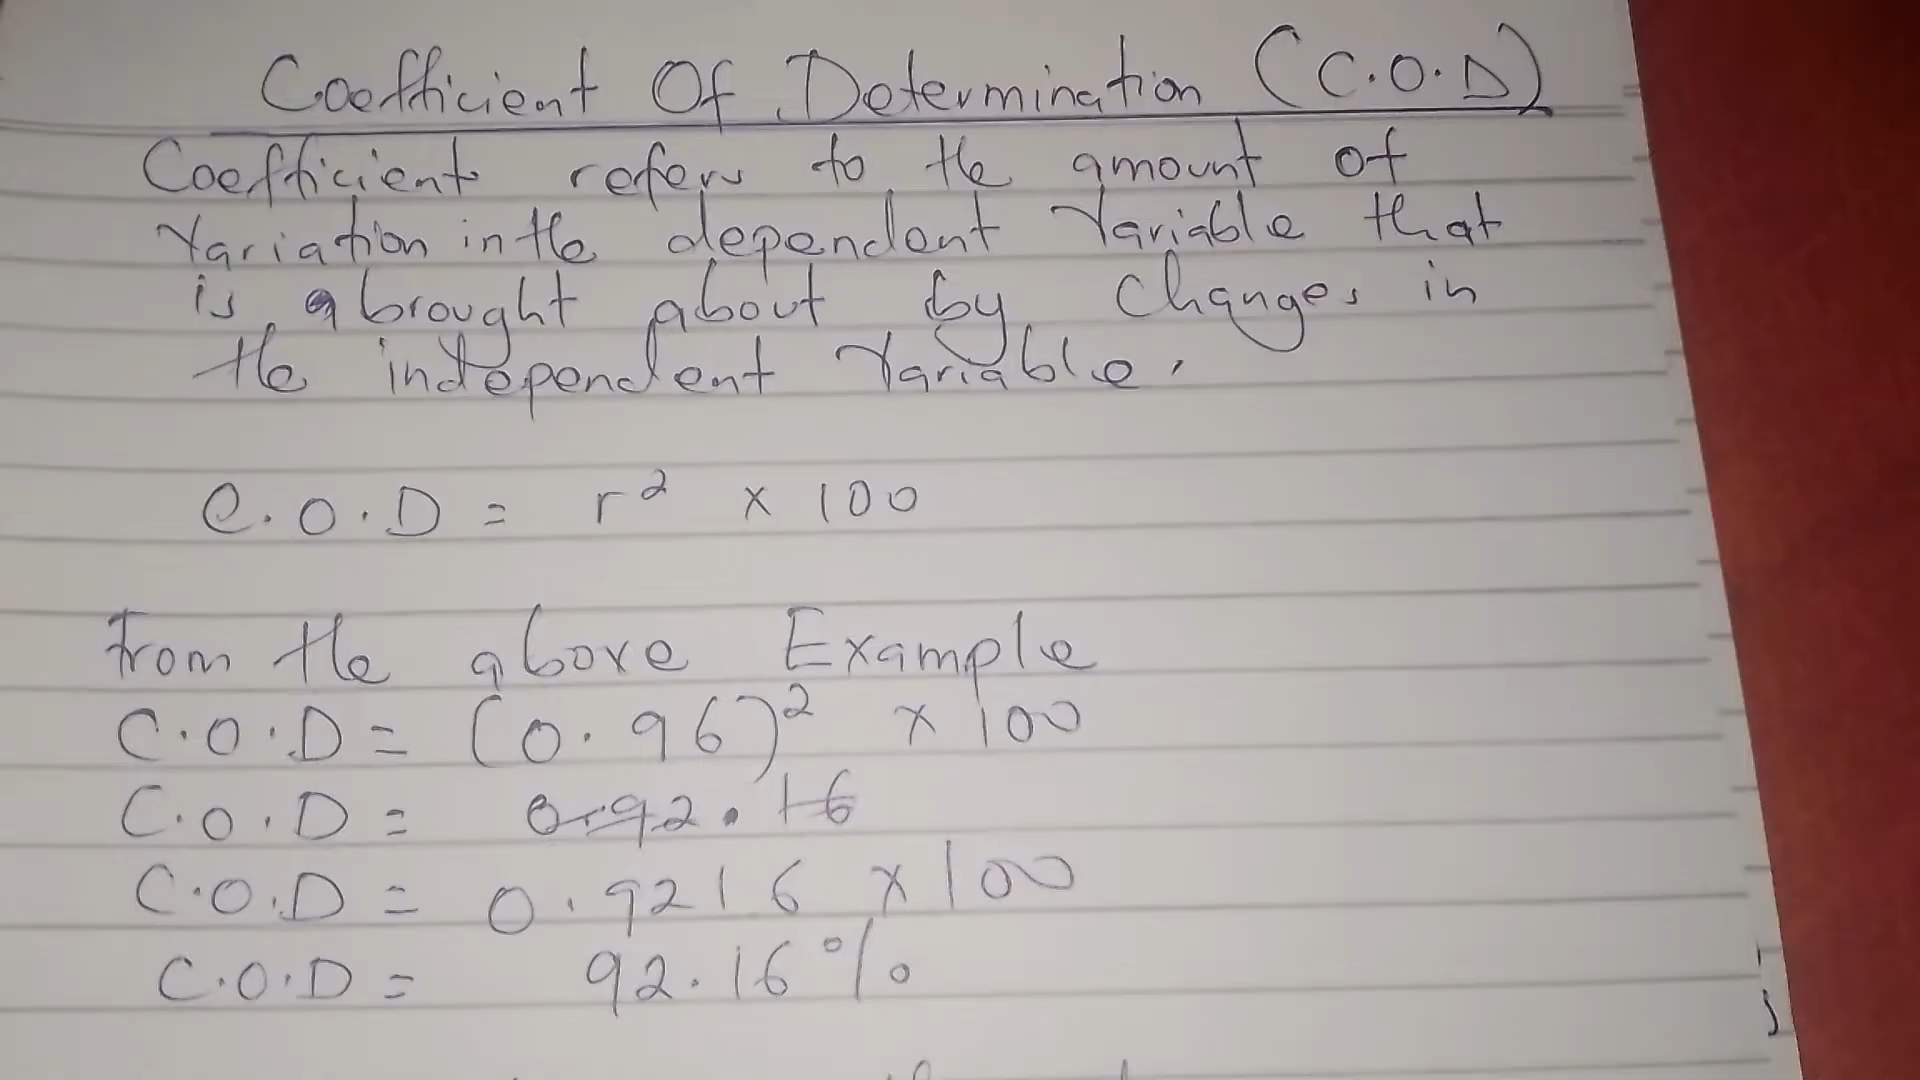 Coefficient Of Determination (C.O.D)
Coefficient refers to the amount of
Variation in the dependent Variable that
is brought about by Changes in
the independent Variable.
C.O.D = r² × 100
From the above Example
C.O.D = (0.96)² × 100
C.O.D = 0.92.16
C.O.D = 0.9216 × 100
C.O.D = 92.16%